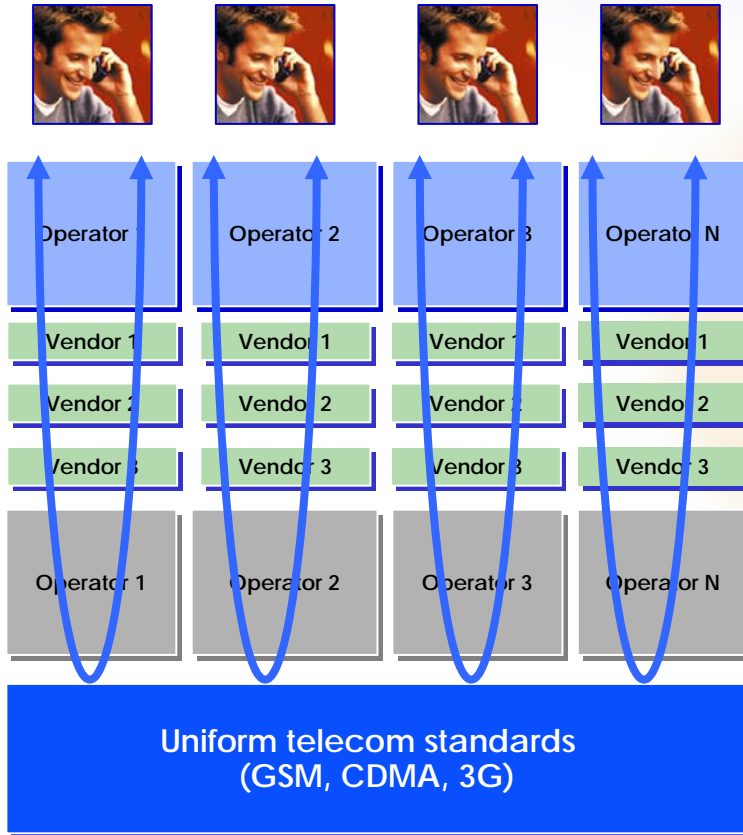 Operator 1
Operator 2
Operator 3
Operator N
Vendor 1
Vendor 1
Vendor 1
Vendor 1
Vendor 2
Vendor 2
Vendor 2
Vendor 2
Vendor 3
Vendor 3
Vendor 3
Vendor 3
Operator 1
Operator 2
Operator 3
Operator N
Uniform telecom standards
(GSM, CDMA, 3G)